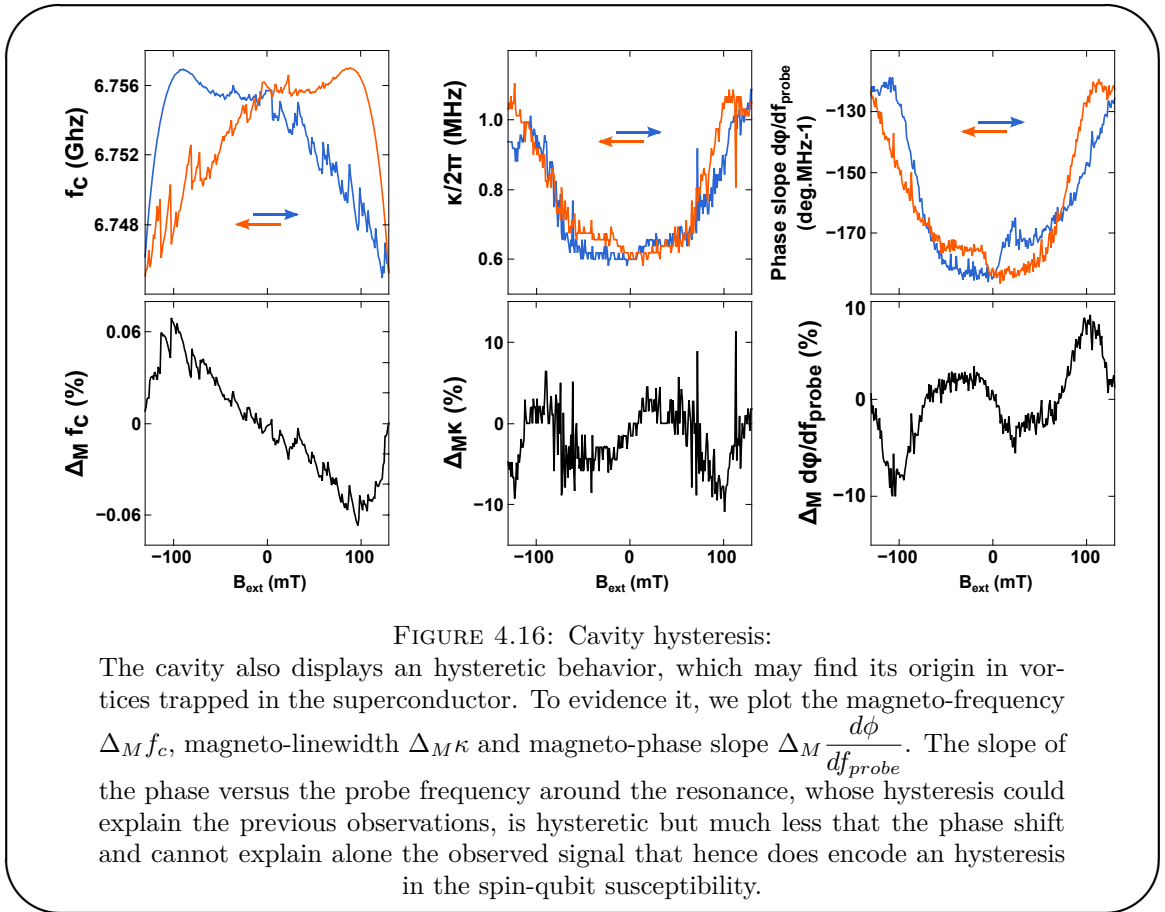 f_C (Ghz)
6.756
6.752
6.748
κ/2π (MHz)
1.0
0.8
0.6
Phase slope dφ/df_probe
(deg.MHz-1)
−130
−150
−170
Δ_M f_C (%)
0.06
0
−0.06
−100 0 100
B_ext (mT)
Δ_M κ (%)
10
0
−10
−100 0 100
B_ext (mT)
Δ_M dφ/df_probe (%)
10
0
−10
−100 0 100
B_ext (mT)
FIGURE 4.16: Cavity hysteresis:
The cavity also displays an hysteretic behavior, which may find its origin in vor-
tices trapped in the superconductor. To evidence it, we plot the magneto-frequency
Δ_M f_c, magneto-linewidth Δ_M κ and magneto-phase slope Δ_M dϕ/df_probe. The slope of
the phase versus the probe frequency around the resonance, whose hysteresis could
explain the previous observations, is hysteretic but much less that the phase shift
and cannot explain alone the observed signal that hence does encode an hysteresis
in the spin-qubit susceptibility.